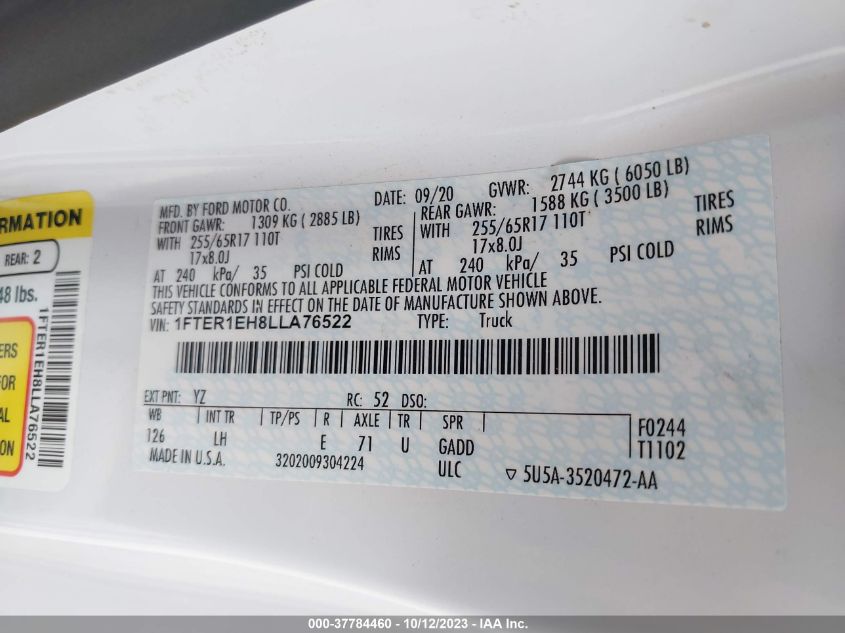 RMATION
REAR: 2
48 lbs.
ERS
FOR
AL
ON
1FTER1EH8LLA76522
MFD. BY FORD MOTOR CO.
DATE: 09/20 GVWR: 2744 KG ( 6050 LB)
FRONT GAWR: 1309 KG ( 2885 LB)
WITH 255/65R17 110T TIRES
17x8.0J RIMS
AT 240 kPa/ 35 PSI COLD
REAR GAWR: 1588 KG ( 3500 LB)
WITH 255/65R17 110T TIRES
17x8.0J RIMS
AT 240 kPa/ 35 PSI COLD
THIS VEHICLE CONFORMS TO ALL APPLICABLE FEDERAL MOTOR VEHICLE
SAFETY STANDARDS IN EFFECT ON THE DATE OF MANUFACTURE SHOWN ABOVE.
VIN: 1FTER1EH8LLA76522 TYPE: Truck
EXT PNT: YZ RC: 52 DSO:
WB INT TR TP/PS R AXLE TR SPR
126 LH E 71 U GADD
ULC
F0244
T1102
MADE IN U.S.A. 3202009304224
▽ 5U5A-3520472-AA
000-37784460 - 10/12/2023 - IAA Inc.